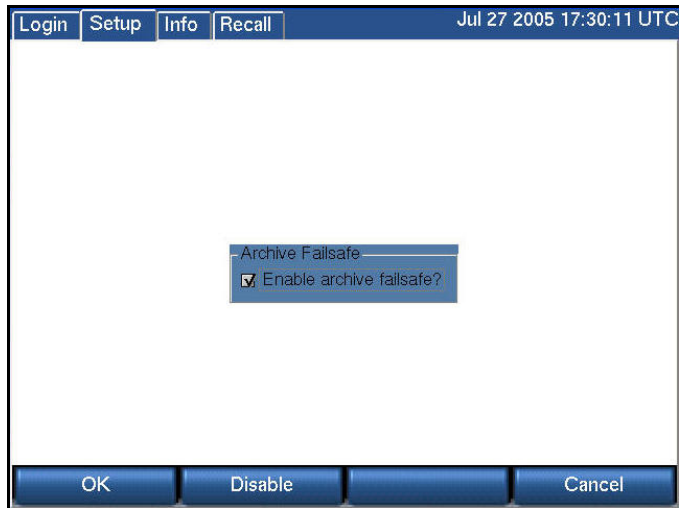 Login Setup Info Recall Jul 27 2005 17:30:11 UTC
Archive Failsafe
Enable archive failsafe?
OK Disable Cancel